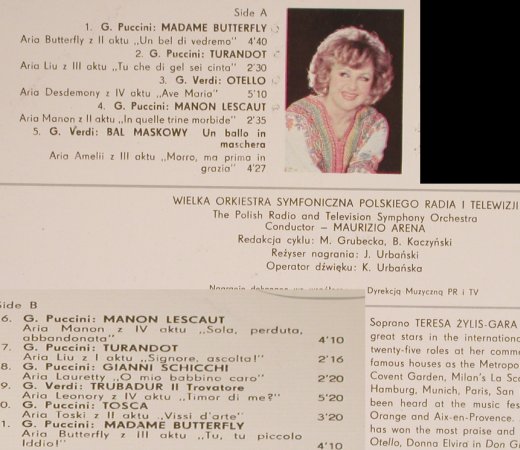 Side A
1. G. Puccini: MADAME BUTTERFLY
Aria Butterfly z II aktu „Un bel di vedremo" 4'40
2. G. Puccini: TURANDOT
Aria Liu z III aktu „Tu che di gel sei cinta" 2'30
3. G. Verdi: OTELLO
Aria Desdemony z IV aktu „Ave Maria" 5'10
4. G. Puccini: MANON LESCAUT
Aria Manon z II aktu „In quelle trine morbide" 2'35
5. G. Verdi: BAL MASKOWY Un ballo in
maschera
Aria Amelii z III aktu „Morro, ma prima in
grazia" 4'27
WIELKA ORKIESTRA SYMFONICZNA POLSKIEGO RADIA I TELEWIZJI
The Polish Radio and Television Symphony Orchestra
Conductor – MAURIZIO ARENA
Redakcja cyklu: M. Grubecka, B. Kaczyński
Reżyser nagrania: J. Urbański
Operator dźwięku: K. Urbańska
Dyrekcją Muzyczną PR i TV
Side B
6. G. Puccini: MANON LESCAUT
Aria Manon z IV aktu „Sola, perduta,
abbandonata" 4'10
7. G. Puccini: TURANDOT
Aria Liu z I aktu „Signore, ascolta!" 2'16
8. G. Puccini: GIANNI SCHICCHI
Aria Lauretty „O mio babbino caro" 2'20
9. G. Verdi: TRUBADUR Il Trovatore
Aria Leonory z IV aktu „Timor di me?" 5'20
0. G. Puccini: TOSCA
Aria Toski z II aktu „Vissi d'arte" 3'20
1. G. Puccini: MADAME BUTTERFLY
Aria Butterfly z III aktu „Tu, tu piccolo
Iddio!" 4'10
Soprano TERESA ŻYLIS-GARA
great stars in the internationa
twenty-five roles at her comme
famous houses as the Metropo
Covent Garden, Milan's La Sca
Hamburg, Munich, Paris, San
been heard at the music fes
Orange and Aix-en-Provence.
has won the most praise and
Otello, Donna Elvira in Don G